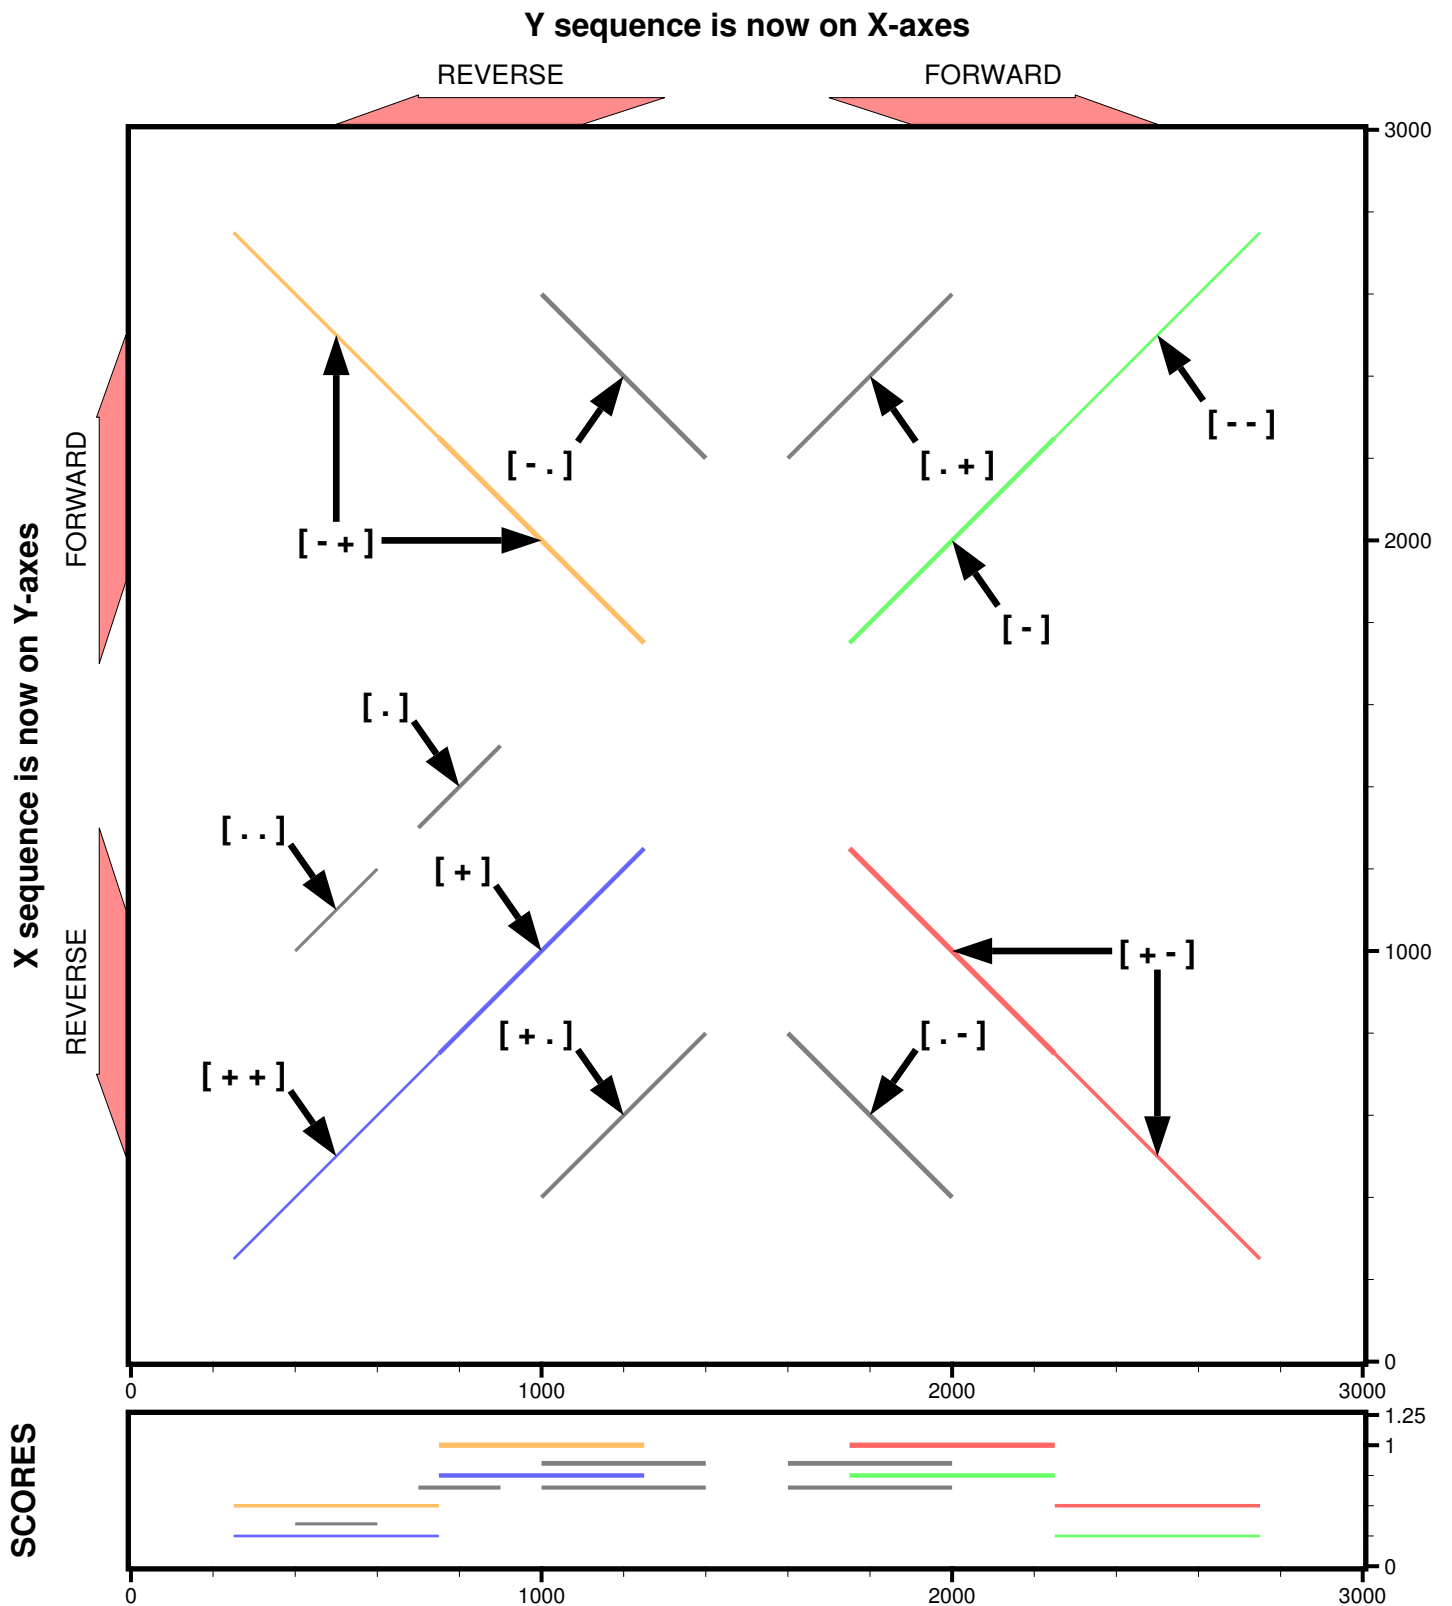 Y sequence is now on X-axes
REVERSE
FORWARD
3000
[ - - ]
[ - . ]
[ . + ]
FORWARD
[ - + ]
2000
[ - ]
X sequence is now on Y-axes
[ . ]
[ . . ]
[ + ]
REVERSE
[ + - ]
1000
[ + . ]
[ . - ]
[ + + ]
0
0
1000
2000
3000
SCORES
1.25
1
0
0
1000
2000
3000